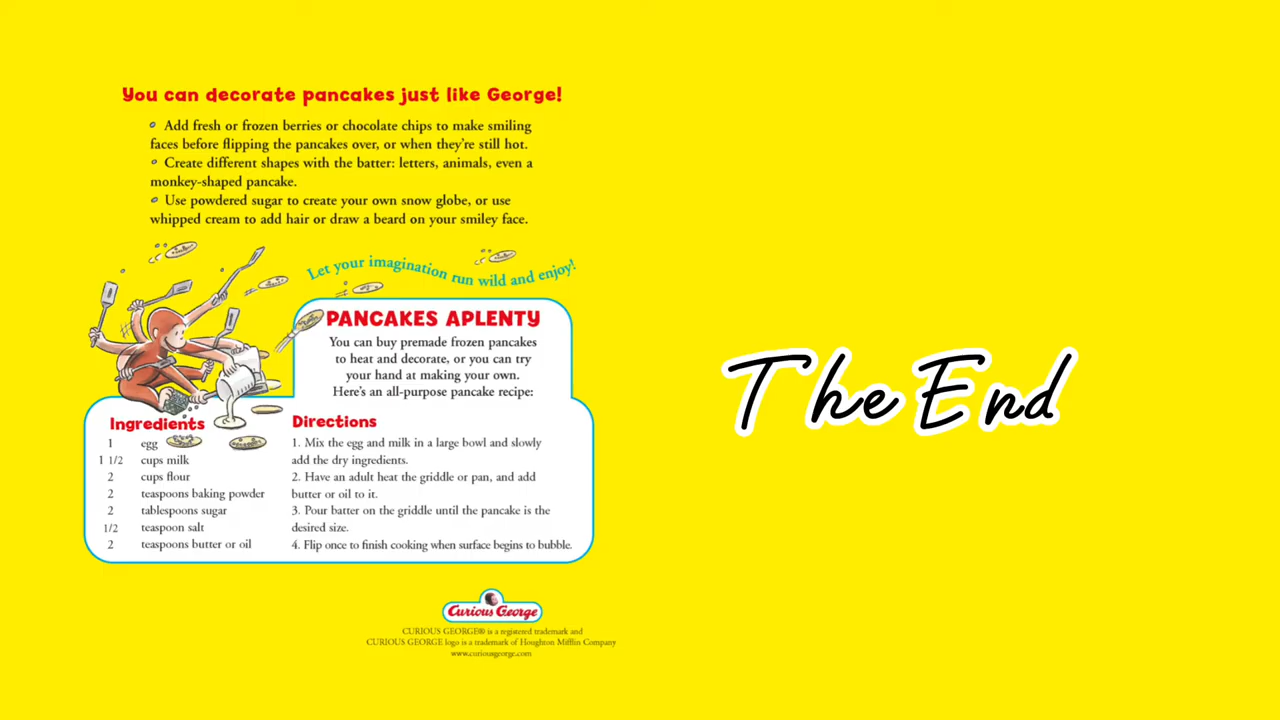 You can decorate pancakes just like George!
Add fresh or frozen berries or chocolate chips to make smiling
faces before flipping the pancakes over, or when they're still hot.
Create different shapes with the batter: letters, animals, even a
monkey-shaped pancake.
Use powdered sugar to create your own snow globe, or use
whipped cream to add hair or draw a beard on your smiley face.
Let your imagination run wild and enjoy!
PANCAKES APLENTY
You can buy premade frozen pancakes
to heat and decorate, or you can try
your hand at making your own.
Here's an all-purpose pancake recipe:
Ingredients
1 egg
1 1/2 cups milk
2 cups flour
2 teaspoons baking powder
2 tablespoons sugar
1/2 teaspoon salt
2 teaspoons butter or oil
Directions
1. Mix the egg and milk in a large bowl and slowly
add the dry ingredients.
2. Have an adult heat the griddle or pan, and add
butter or oil to it.
3. Pour batter on the griddle until the pancake is the
desired size.
4. Flip once to finish cooking when surface begins to bubble.
Curious George
CURIOUS GEORGE® is a registered trademark and
CURIOUS GEORGE logo is a trademark of Houghton Mifflin Company
www.curiousgeorge.com
The End